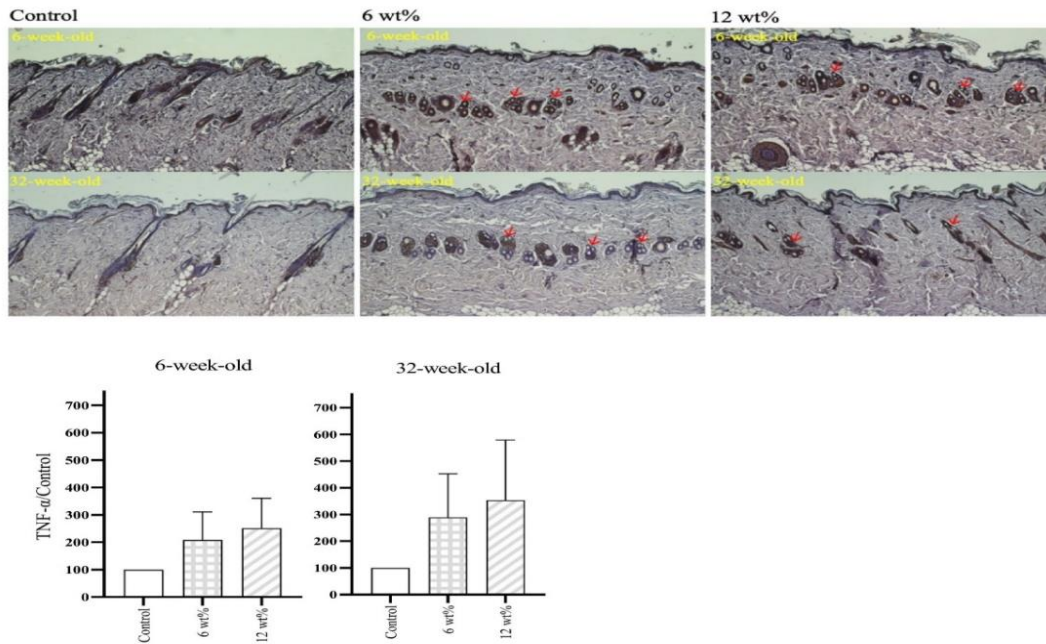 Control 6 wt% 12 wt%
6-week-old 6-week-old 6-week-old
32-week-old 32-week-old 32-week-old
6-week-old 32-week-old
TNF-α/Control
700
600
500
400
300
200
100
0
Control 6 wt% 12 wt%
700
600
500
400
300
200
100
0
Control 6 wt% 12 wt%